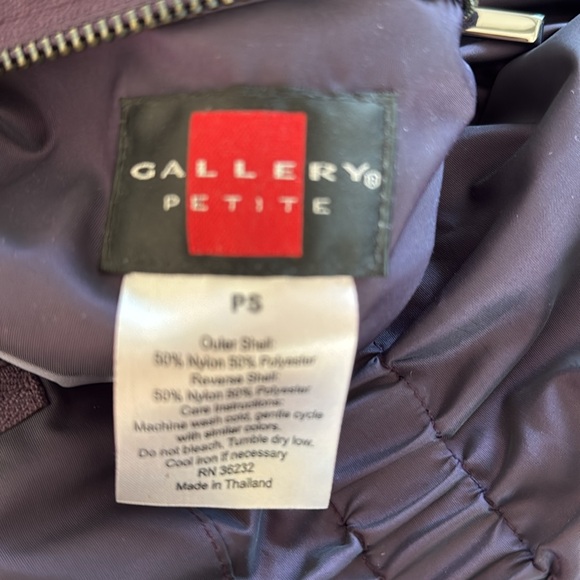 GALLERY®
PETITE
PS
Outer Shell:
50% Nylon 50% Polyester
Reverse Shell:
50% Nylon 50% Polyester
Care Instructions:
Machine wash cold, gentle cycle
with similar colors.
Do not bleach. Tumble dry low.
Cool iron if necessary
RN 36232
Made in Thailand